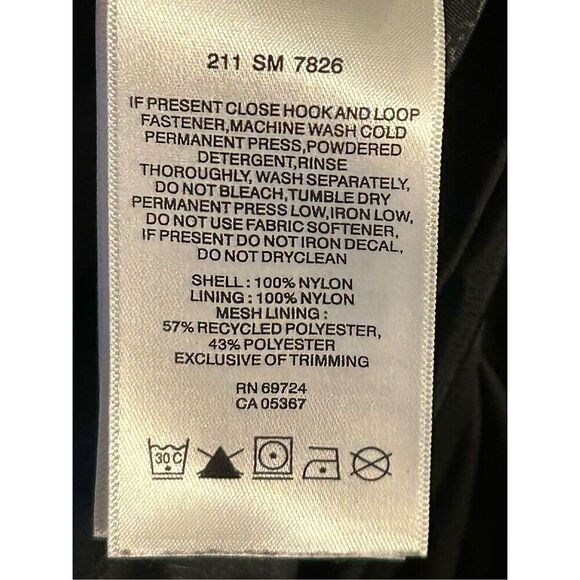 211 SM 7826
IF PRESENT CLOSE HOOK AND LOOP
FASTENER,MACHINE WASH COLD
PERMANENT PRESS,POWDERED
DETERGENT,RINSE
THOROUGHLY, WASH SEPARATELY,
DO NOT BLEACH,TUMBLE DRY
PERMANENT PRESS LOW,IRON LOW,
DO NOT USE FABRIC SOFTENER,
IF PRESENT DO NOT IRON DECAL,
DO NOT DRYCLEAN
SHELL : 100% NYLON
LINING : 100% NYLON
MESH LINING :
57% RECYCLED POLYESTER,
43% POLYESTER
EXCLUSIVE OF TRIMMING
RN 69724
CA 05367
30C